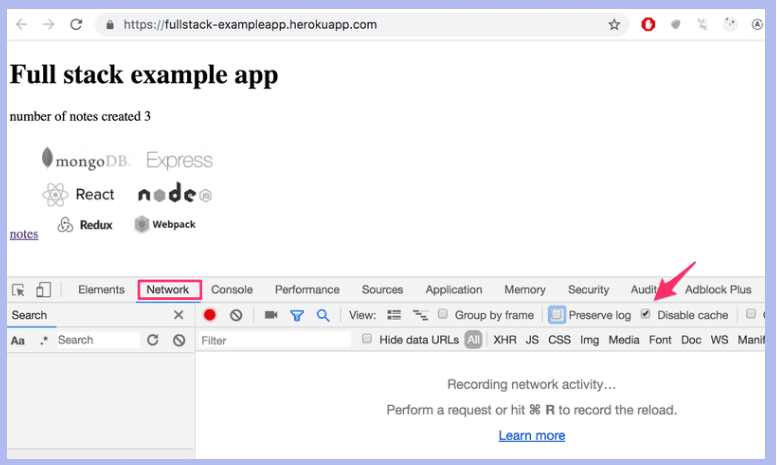 https://fullstack-exampleapp.herokuapp.com
Full stack example app
number of notes created 3
mongoDB. Express
React node JS
notes Redux Webpack
Elements Network Console Performance Sources Application Memory Security Audit Adblock Plus
Search View: Group by frame Preserve log Disable cache
Aa .* Search Filter Hide data URLs All XHR JS CSS Img Media Font Doc WS Manif
Recording network activity…
Perform a request or hit ⌘ R to record the reload.
Learn more